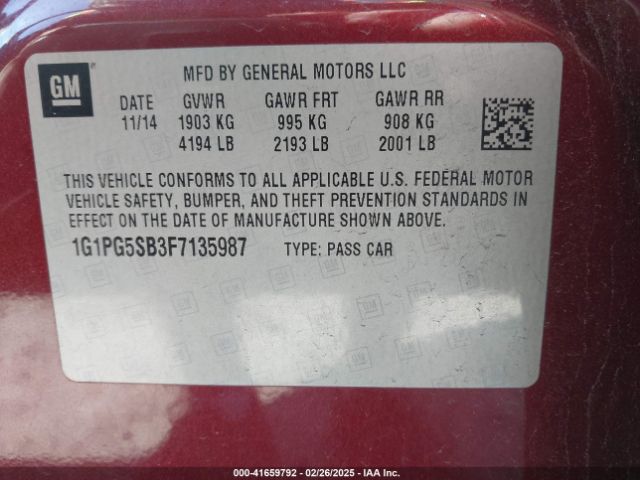 GM
MFD BY GENERAL MOTORS LLC
DATE GVWR GAWR FRT GAWR RR
11/14 1903 KG 995 KG 908 KG
4194 LB 2193 LB 2001 LB
THIS VEHICLE CONFORMS TO ALL APPLICABLE U.S. FEDERAL MOTOR
VEHICLE SAFETY, BUMPER, AND THEFT PREVENTION STANDARDS IN
EFFECT ON THE DATE OF MANUFACTURE SHOWN ABOVE.
1G1PG5SB3F7135987 TYPE: PASS CAR
000-41659792 - 02/26/2025 - IAA Inc.